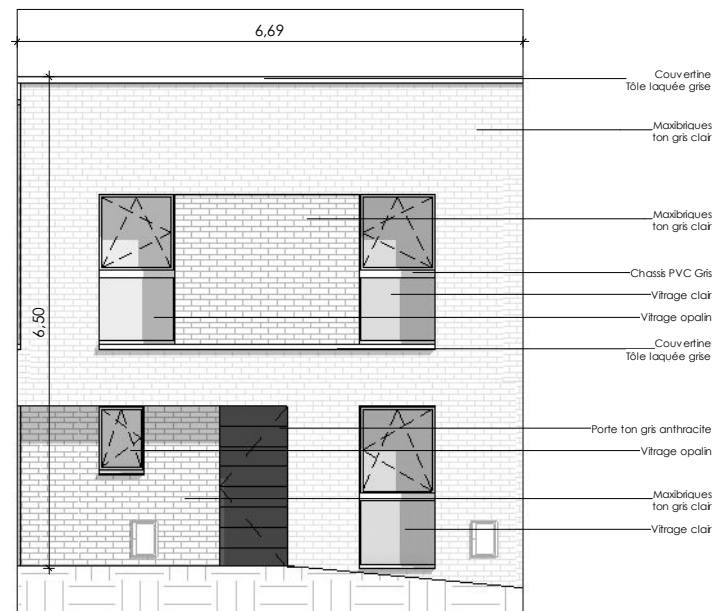 6,69
Couvertine
Tôle laquée grise
Maxibriques
ton gris clair
Maxibriques
ton gris clair
Chassis PVC Gris
Vitrage clair
Vitrage opalin
6,50
Couvertine
Tôle laquée grise
Porte ton gris anthracite
Vitrage opalin
Maxibriques
ton gris clair
Vitrage clair